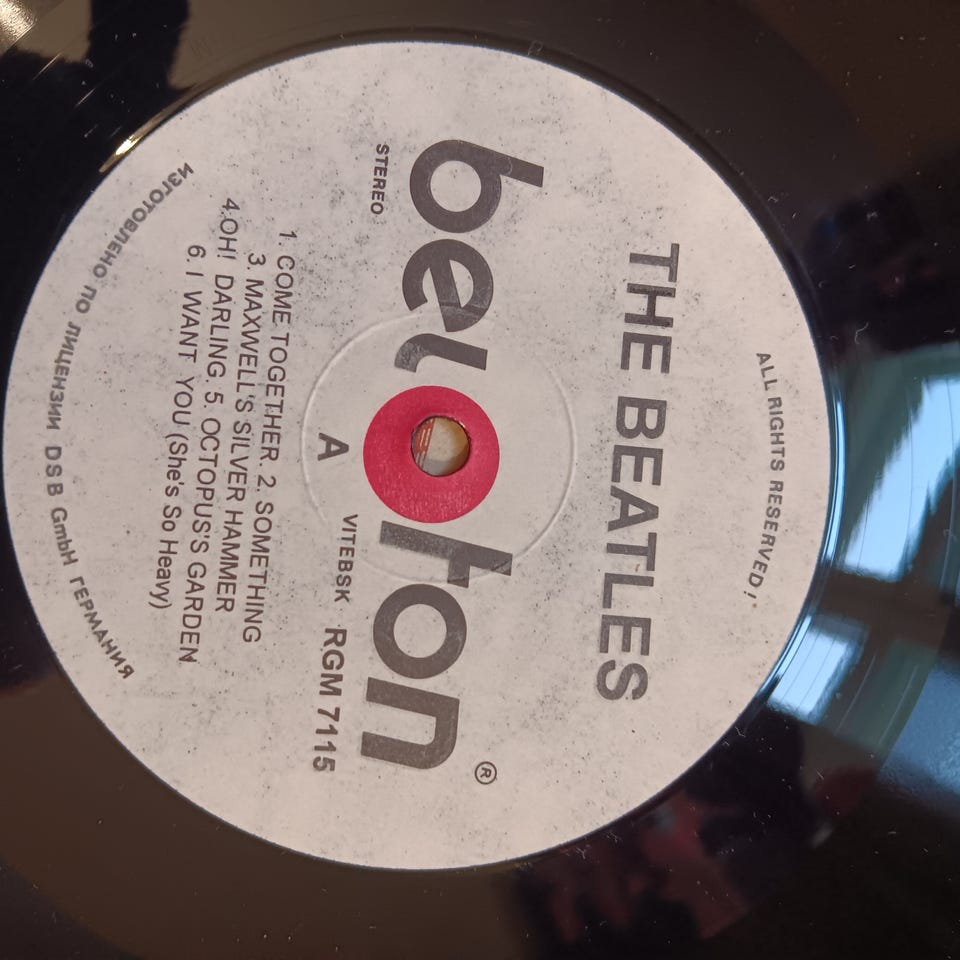 ALL RIGHTS RESERVED;
THE BEATLES
beloton ®
STEREO
A VITEBSK RGM 7115
1. COME TOGETHER. 2. SOMETHING
3. MAXWELL'S SILVER HAMMER
4.OH! DARLING. 5. OCTOPUS'S GARDEN
6. I WANT YOU (She's So Heavy)
ИЗГОТОВЛЕНО ПО ЛИЦЕНЗИИ DSB GmbH ГЕРМАНИЯ